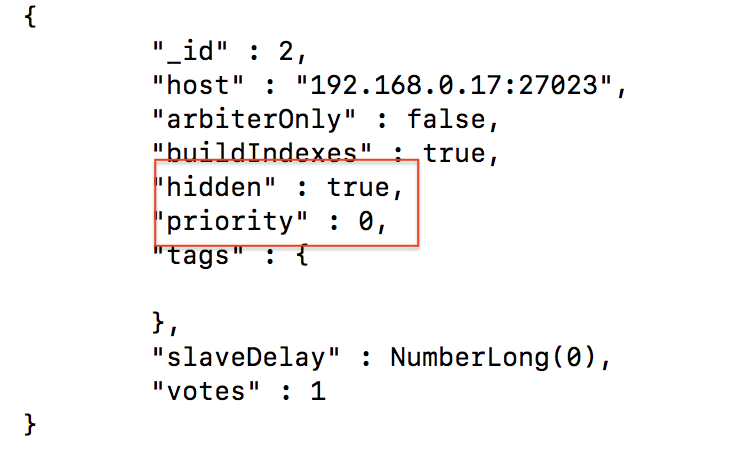 {
"_id" : 2,
"host" : "192.168.0.17:27023",
"arbiterOnly" : false,
"buildIndexes" : true,
"hidden" : true,
"priority" : 0,
"tags" : {
},
"slaveDelay" : NumberLong(0),
"votes" : 1
}